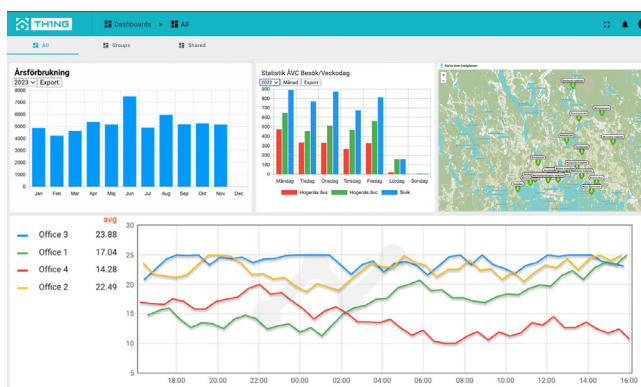 TH1NG
Dashboards > All
All Groups Shared
Årsförbrukning
2023 Export
8000
7000
6000
5000
4000
3000
2000
1000
0
Jan Feb Mar Apr Maj Jun Jul Aug Sep Okt Nov Dec
Statistik ÅVC Besök/Veckodag
2022 Månad Export
900
800
700
600
500
400
300
200
100
0
Måndag Tisdag Onsdag Torsdag Fredag Lördag Söndag
Hogenäs åvs Hogenäs åvc Sivik
avg
Office 3 23.88
Office 1 17.04
Office 4 14.28
Office 2 22.49
30
25
20
15
10
5
18:00 20:00 22:00 00:00 02:00 04:00 06:00 08:00 10:00 12:00 14:00 16:00